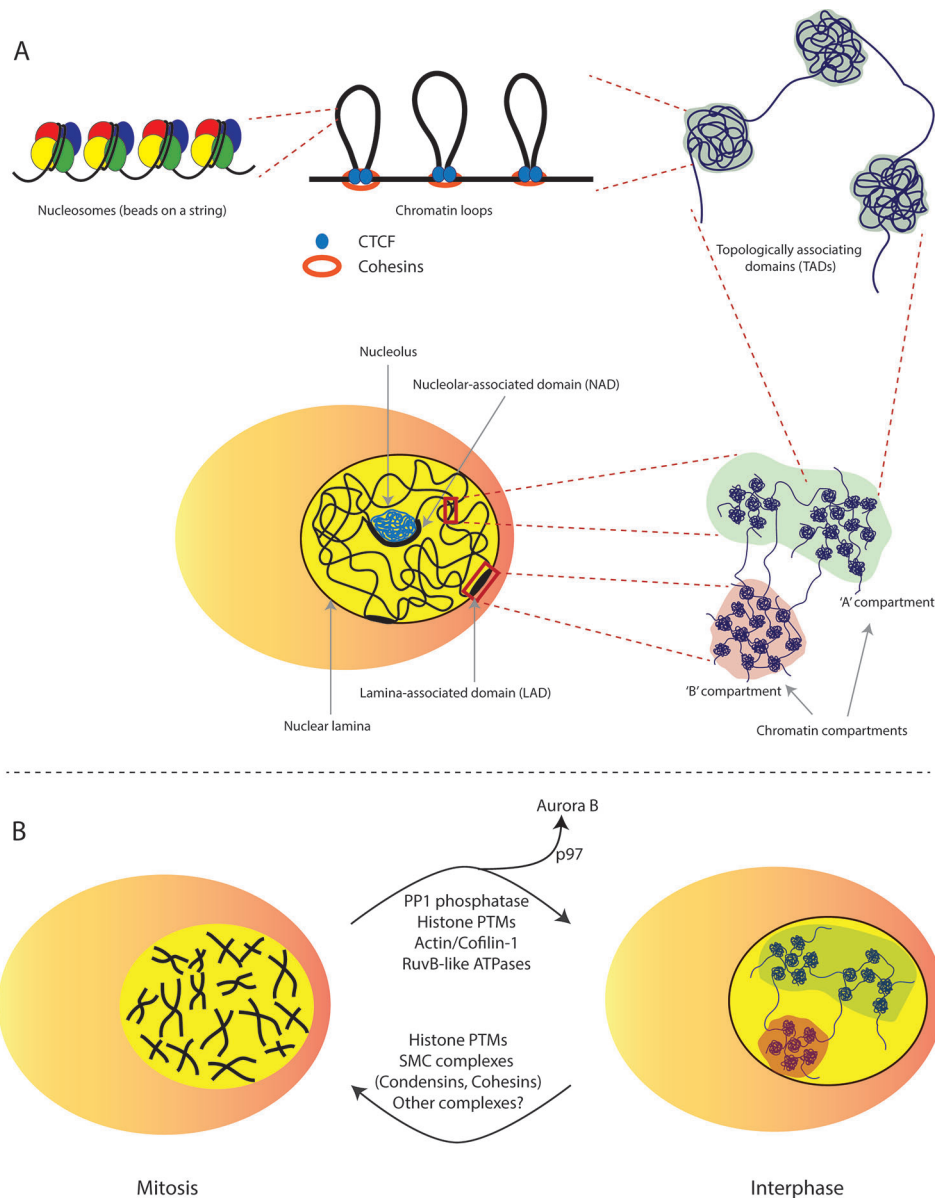 A
Nucleosomes (beads on a string)
Chromatin loops
CTCF
Cohesins
Topologically associating
domains (TADs)
Nucleolus
Nucleolar-associated domain (NAD)
'A' compartment
'B' compartment
Lamina-associated domain (LAD)
Nuclear lamina
Chromatin compartments
B
Aurora B
p97
PP1 phosphatase
Histone PTMs
Actin/Cofilin-1
RuvB-like ATPases
Histone PTMs
SMC complexes
(Condensins, Cohesins)
Other complexes?
Mitosis
Interphase